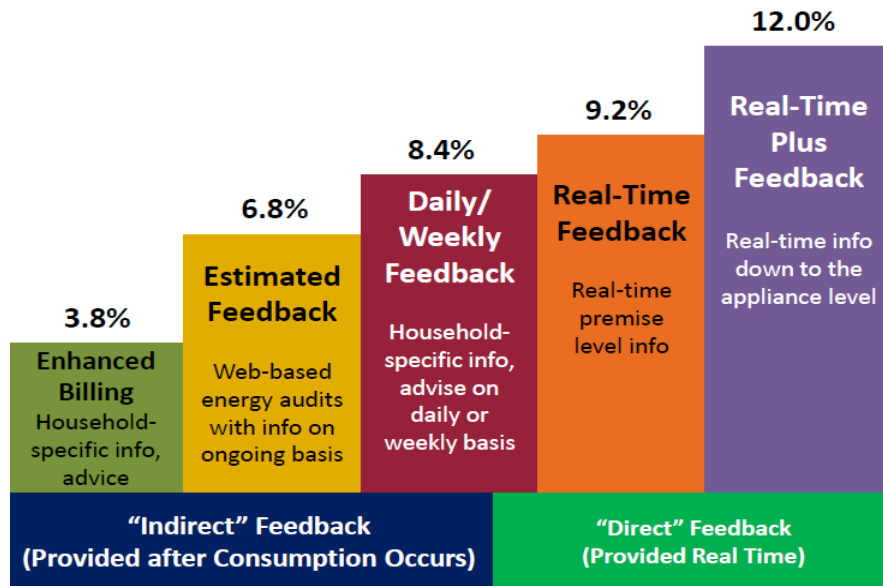 3.8%
Enhanced
Billing
Household-
specific info,
advice
6.8%
Estimated
Feedback
Web-based
energy audits
with info on
ongoing basis
8.4%
Daily/
Weekly
Feedback
Household-
specific info,
advise on
daily or
weekly basis
9.2%
Real-Time
Feedback
Real-time
premise
level info
12.0%
Real-Time
Plus
Feedback
Real-time info
down to the
appliance level
“Indirect” Feedback
(Provided after Consumption Occurs)
“Direct” Feedback
(Provided Real Time)